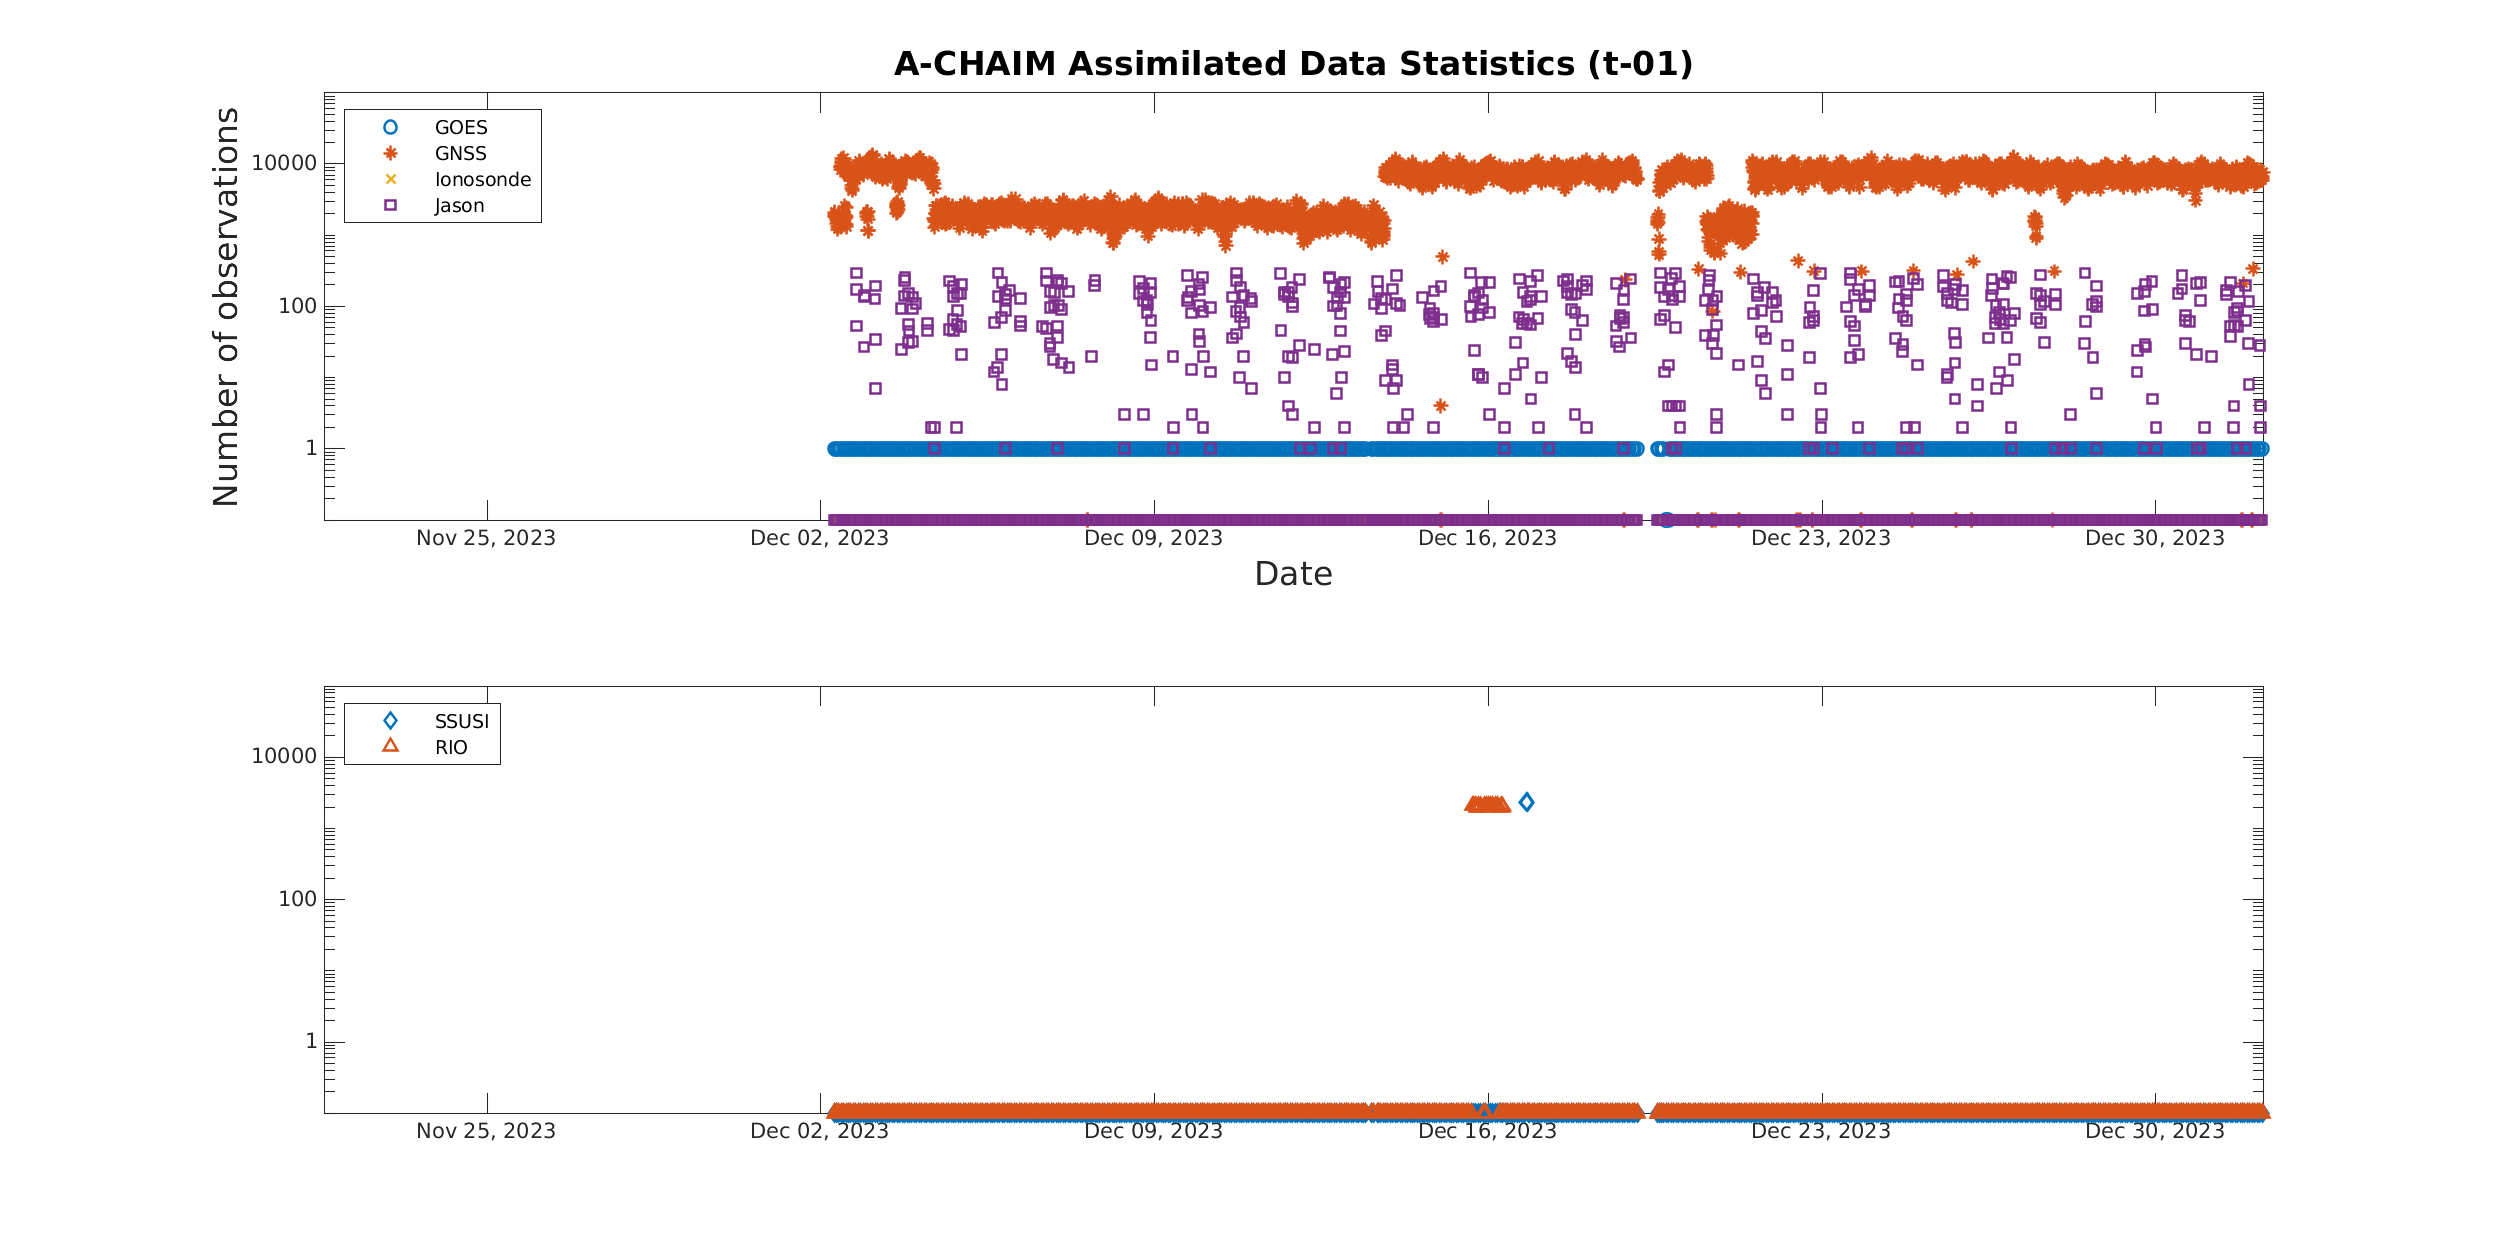 A-CHAIM Assimilated Data Statistics (t-01)
Number of observations
10000
100
1
GOES
GNSS
Ionosonde
Jason
Nov 25, 2023
Dec 02, 2023
Dec 09, 2023
Dec 16, 2023
Dec 23, 2023
Dec 30, 2023
Date
10000
100
1
SSUSI
RIO
Nov 25, 2023
Dec 02, 2023
Dec 09, 2023
Dec 16, 2023
Dec 23, 2023
Dec 30, 2023